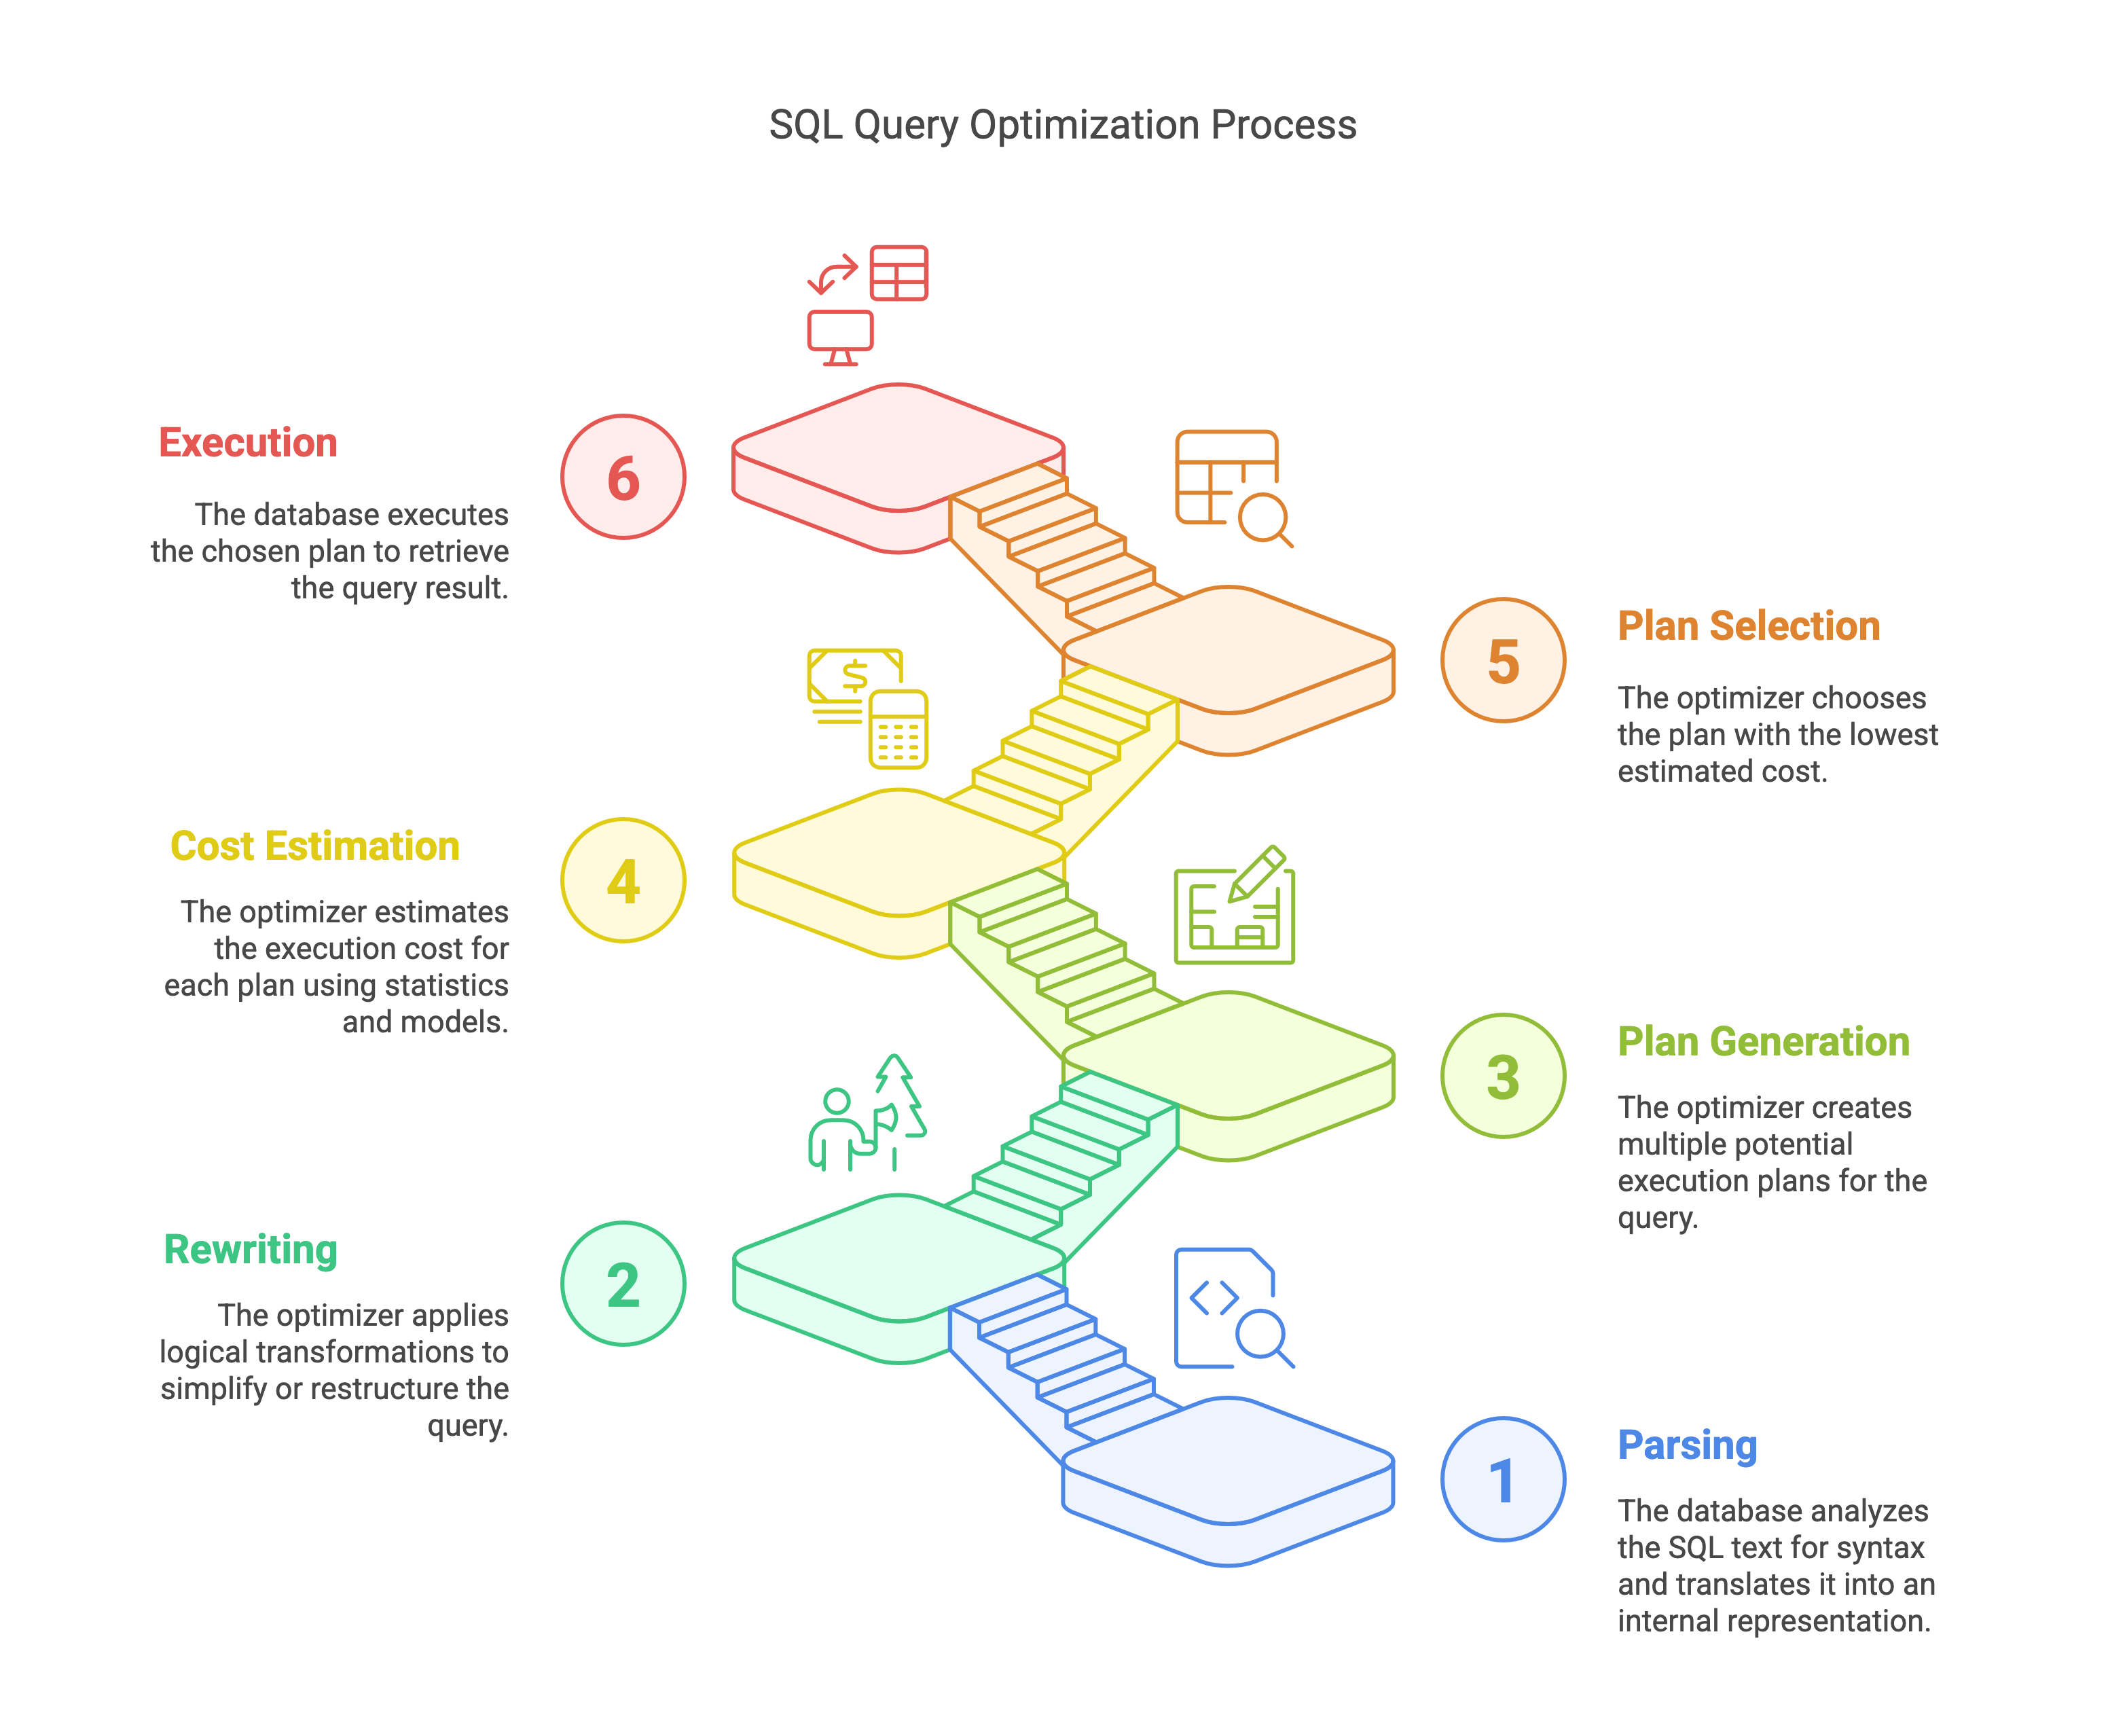 SQL Query Optimization Process
Execution
6
The database executes
the chosen plan to retrieve
the query result.
Plan Selection
5
The optimizer chooses
the plan with the lowest
estimated cost.
$
Cost Estimation
4
The optimizer estimates
the execution cost for
each plan using statistics
and models.
Plan Generation
3
The optimizer creates
multiple potential
execution plans for the
query.
Rewriting
2
The optimizer applies
logical transformations to
simplify or restructure the
query.
Parsing
1
The database analyzes
the SQL text for syntax
and translates it into an
internal representation.